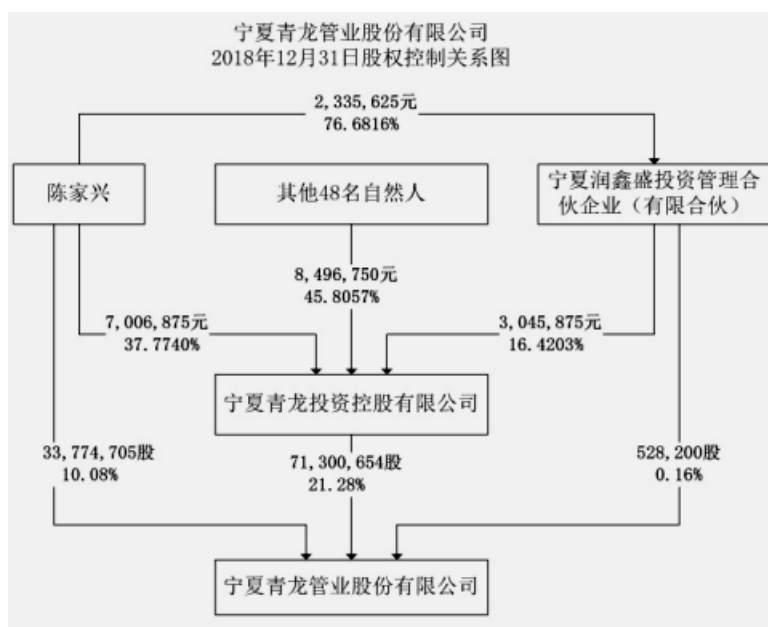 宁夏青龙管业股份有限公司
2018年12月31日股权控制关系图
2,335,625元
76.6816%
陈家兴
其他48名自然人
宁夏润鑫盛投资管理合
伙企业（有限合伙）
8,496,750元
45.8057%
7,006,875元
37.7740%
3,045,875元
16.4203%
宁夏青龙投资控股有限公司
33,774,705股
10.08%
71,300,654股
21.28%
528,200股
0.16%
宁夏青龙管业股份有限公司